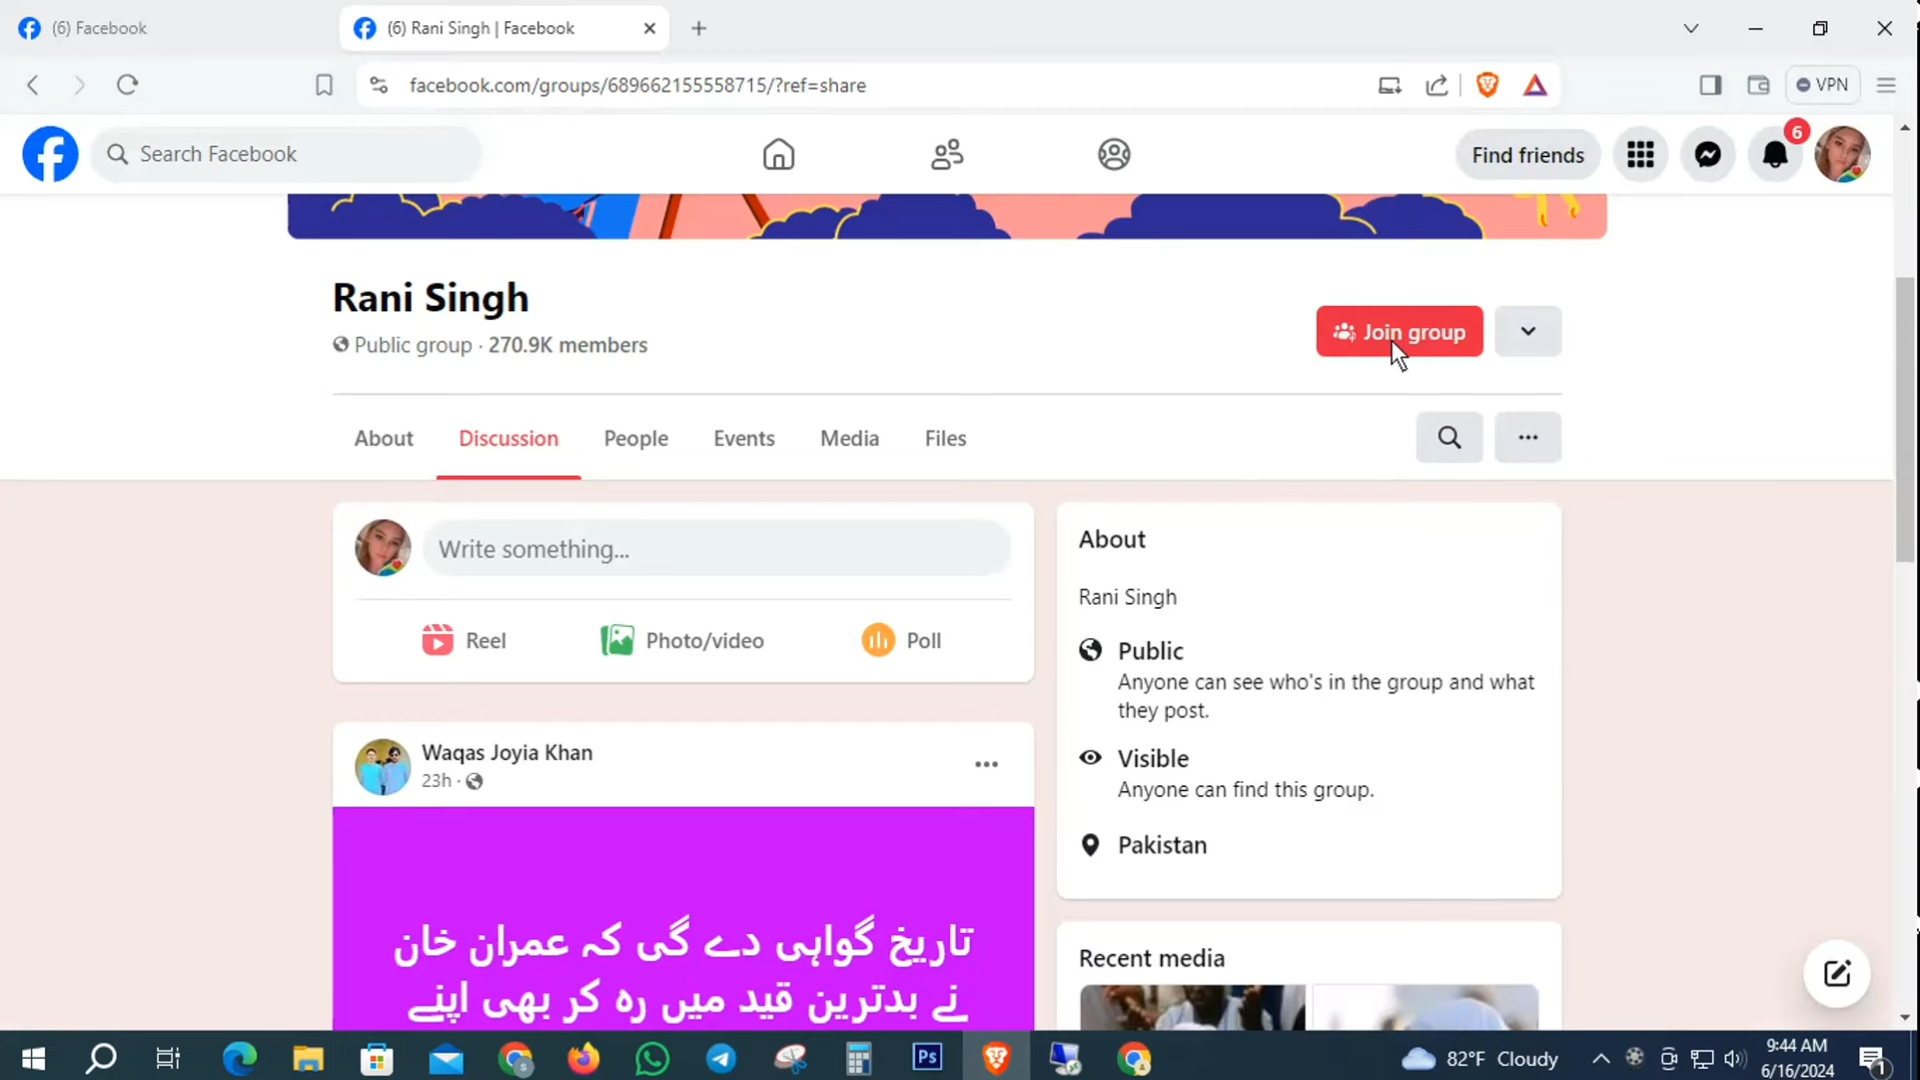 (6) Facebook
(6) Rani Singh | Facebook
facebook.com/groups/689662155558715/?ref=share
VPN
Search Facebook
Find friends
6
Rani Singh
Public group · 270.9K members
Join group
About
Discussion
People
Events
Media
Files
Write something...
Reel
Photo/video
Poll
About
Rani Singh
Public
Anyone can see who's in the group and what
they post.
Visible
Anyone can find this group.
Pakistan
Waqas Joyia Khan
23h ·
تاریخ گواہی دے گی کہ عمران خان
نے بدترین قید میں رہ کر بھی اپنے
Recent media
Ps
82°F Cloudy
9:44 AM
6/16/2024
1